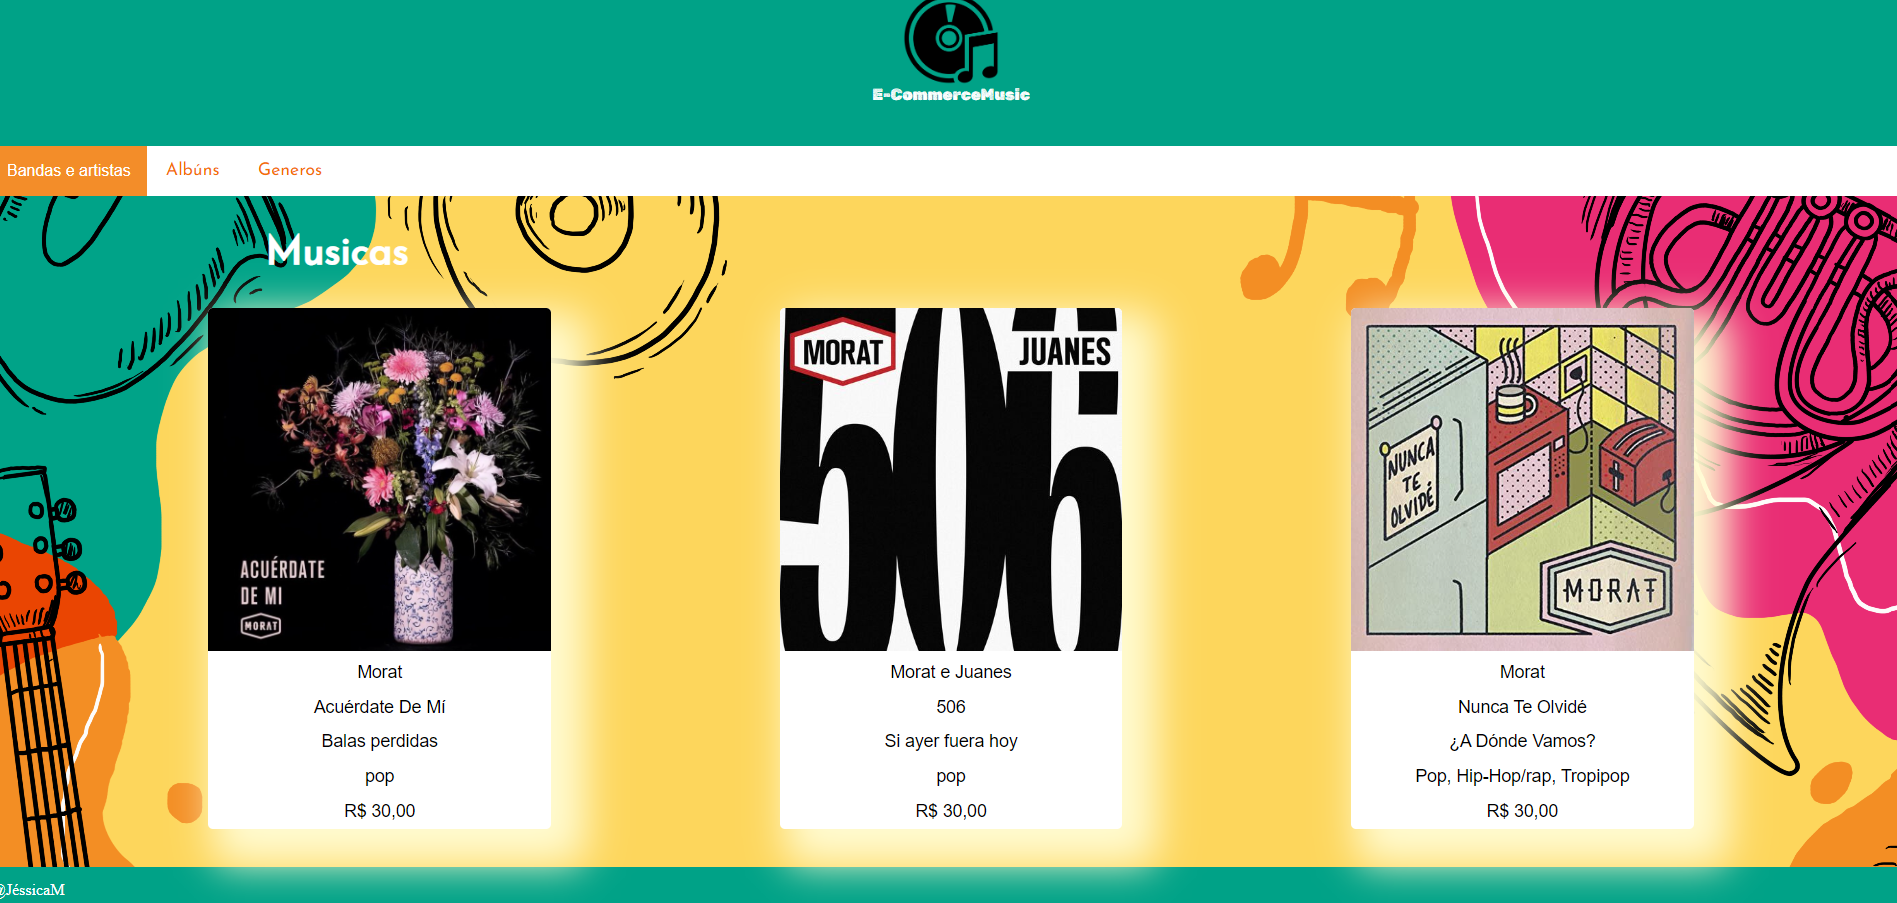 E-CommerceMusic
Bandas e artistas
Albúns
Generos
Musicas
ACUÉRDATE
DE MI
MORAT
Morat
Acuérdate De Mí
Balas perdidas
pop
R$ 30,00
MORAT
JUANES
506
Morat e Juanes
506
Si ayer fuera hoy
pop
R$ 30,00
NUNCA
TE
OLVIDÉ
MORAT
Morat
Nunca Te Olvidé
¿A Dónde Vamos?
Pop, Hip-Hop/rap, Tropipop
R$ 30,00
@JéssicaM